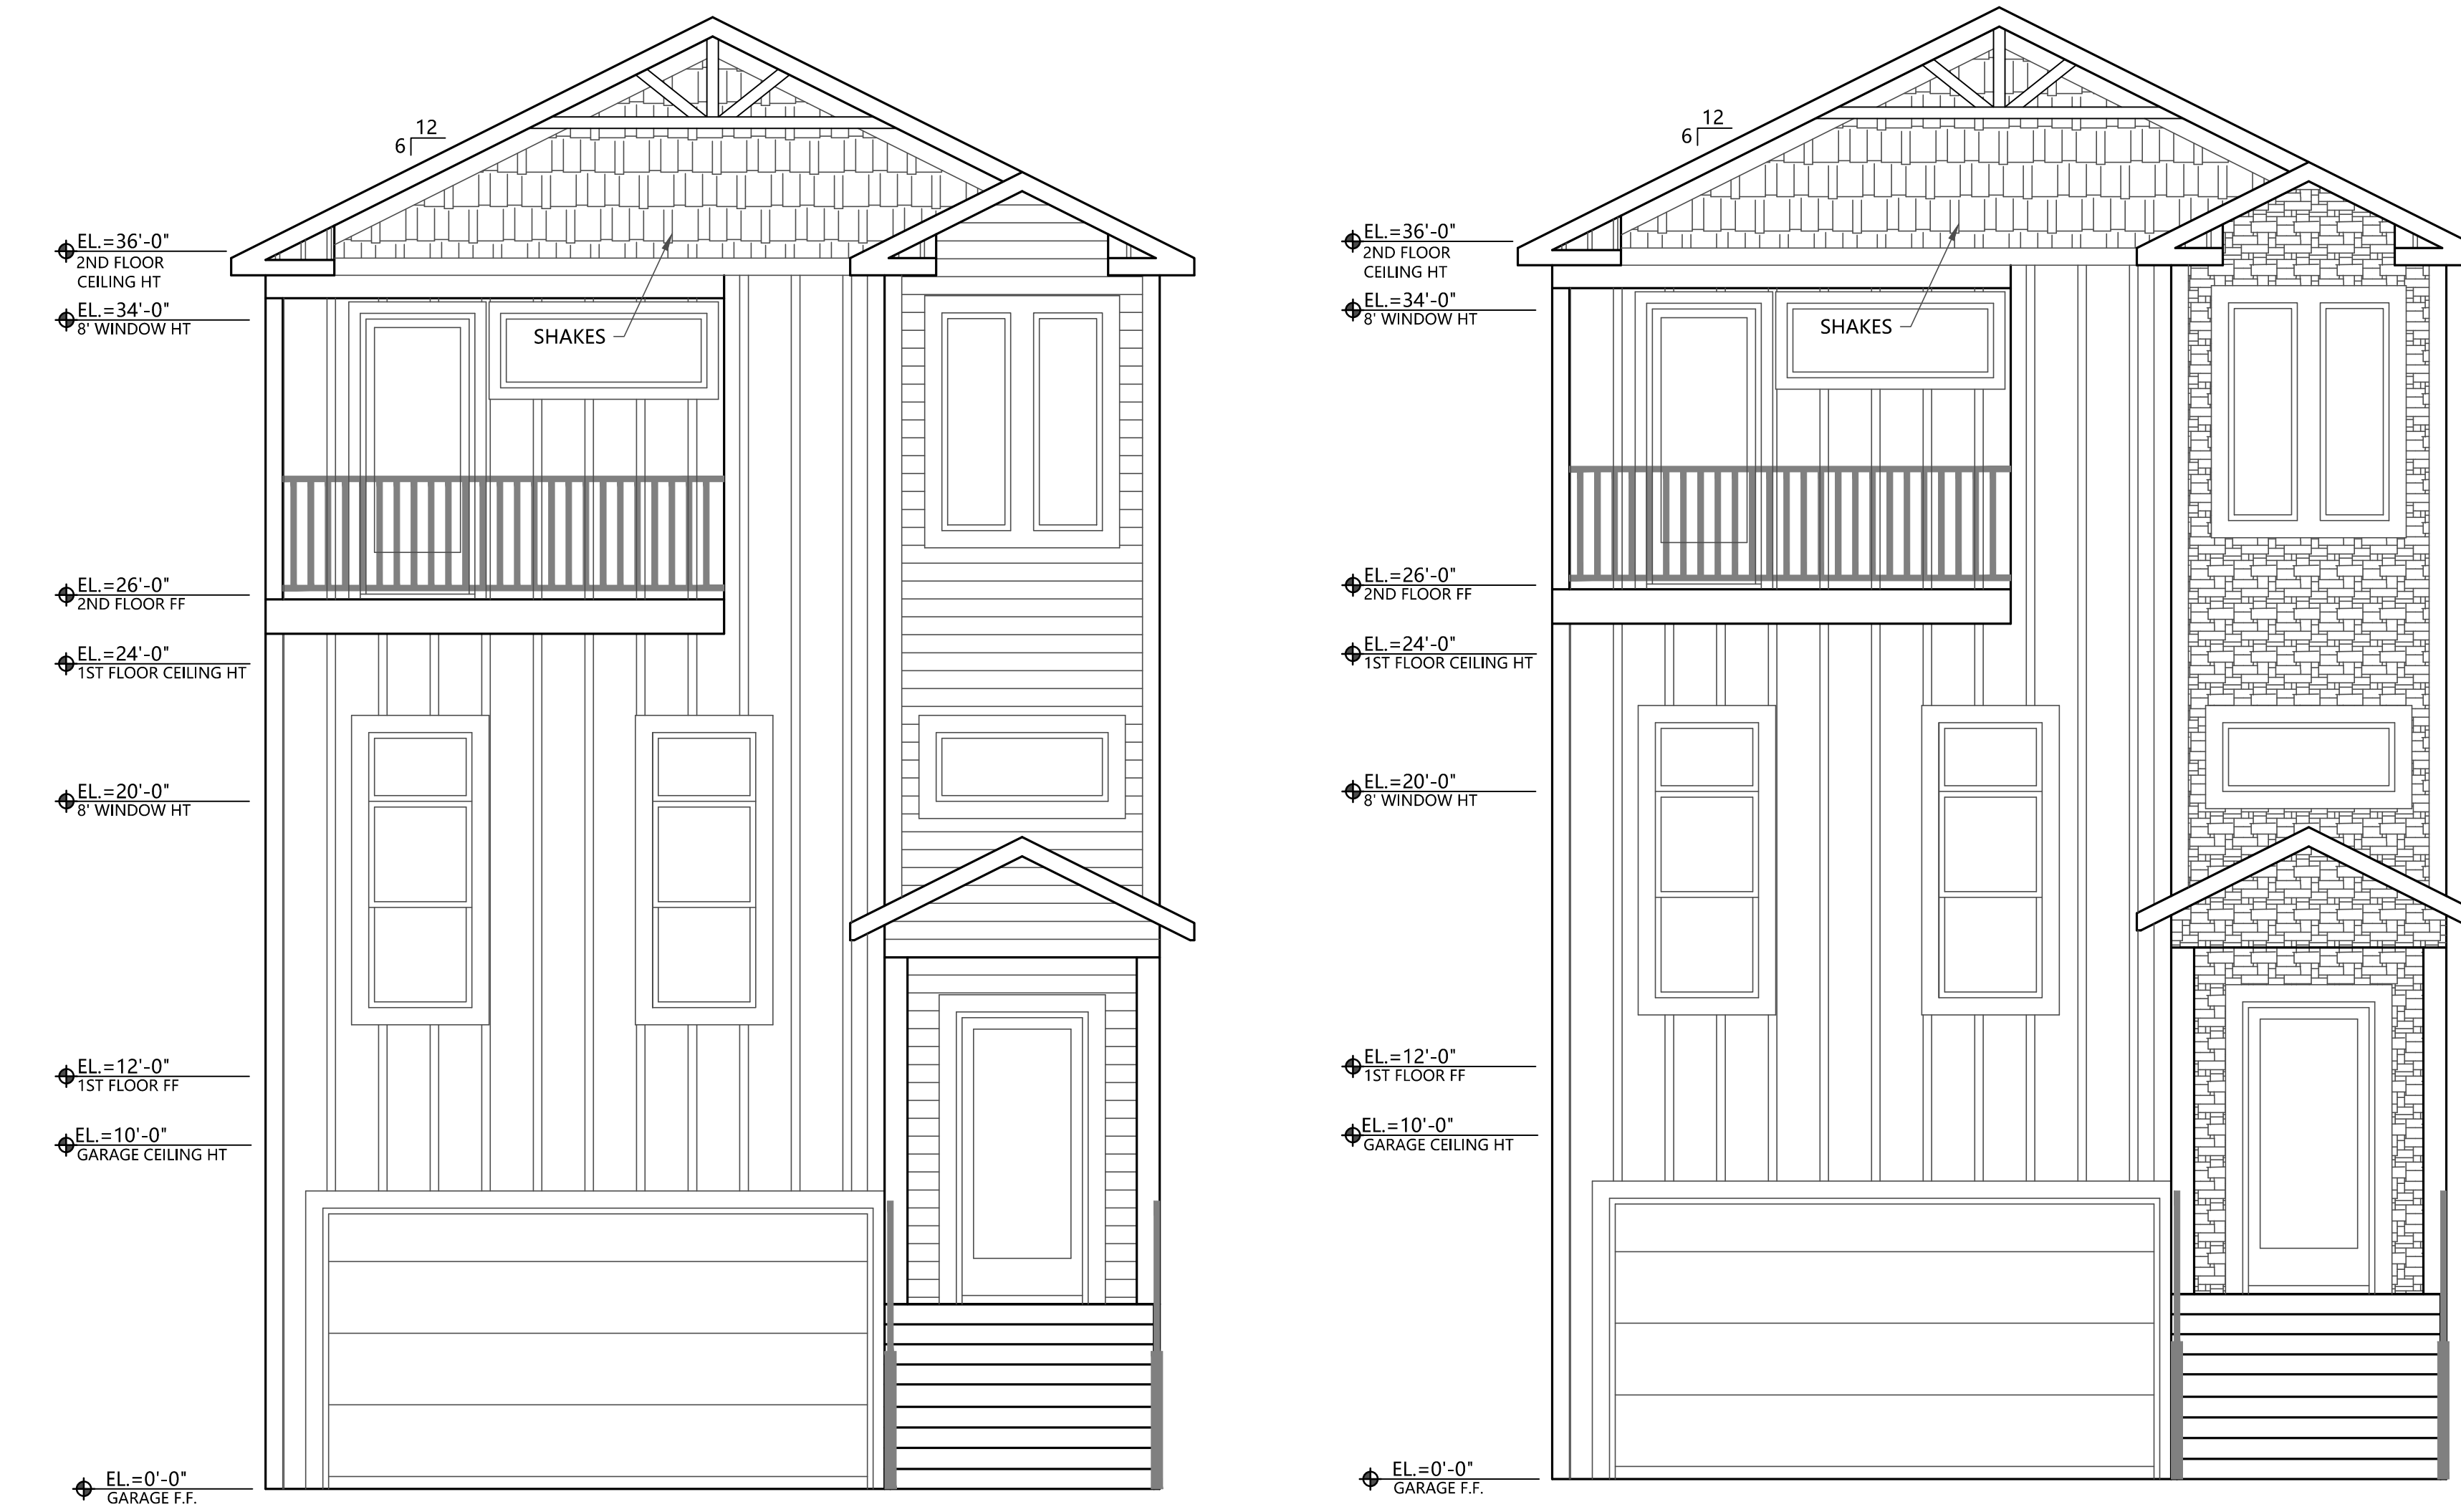 12
6
EL.=36'-0"
2ND FLOOR
CEILING HT
EL.=34'-0"
8' WINDOW HT
SHAKES
EL.=26'-0"
2ND FLOOR FF
EL.=24'-0"
1ST FLOOR CEILING HT
EL.=20'-0"
8' WINDOW HT
EL.=12'-0"
1ST FLOOR FF
EL.=10'-0"
GARAGE CEILING HT
EL.=0'-0"
GARAGE F.F.
12
6
EL.=36'-0"
2ND FLOOR
CEILING HT
EL.=34'-0"
8' WINDOW HT
SHAKES
EL.=26'-0"
2ND FLOOR FF
EL.=24'-0"
1ST FLOOR CEILING HT
EL.=20'-0"
8' WINDOW HT
EL.=12'-0"
1ST FLOOR FF
EL.=10'-0"
GARAGE CEILING HT
EL.=0'-0"
GARAGE F.F.